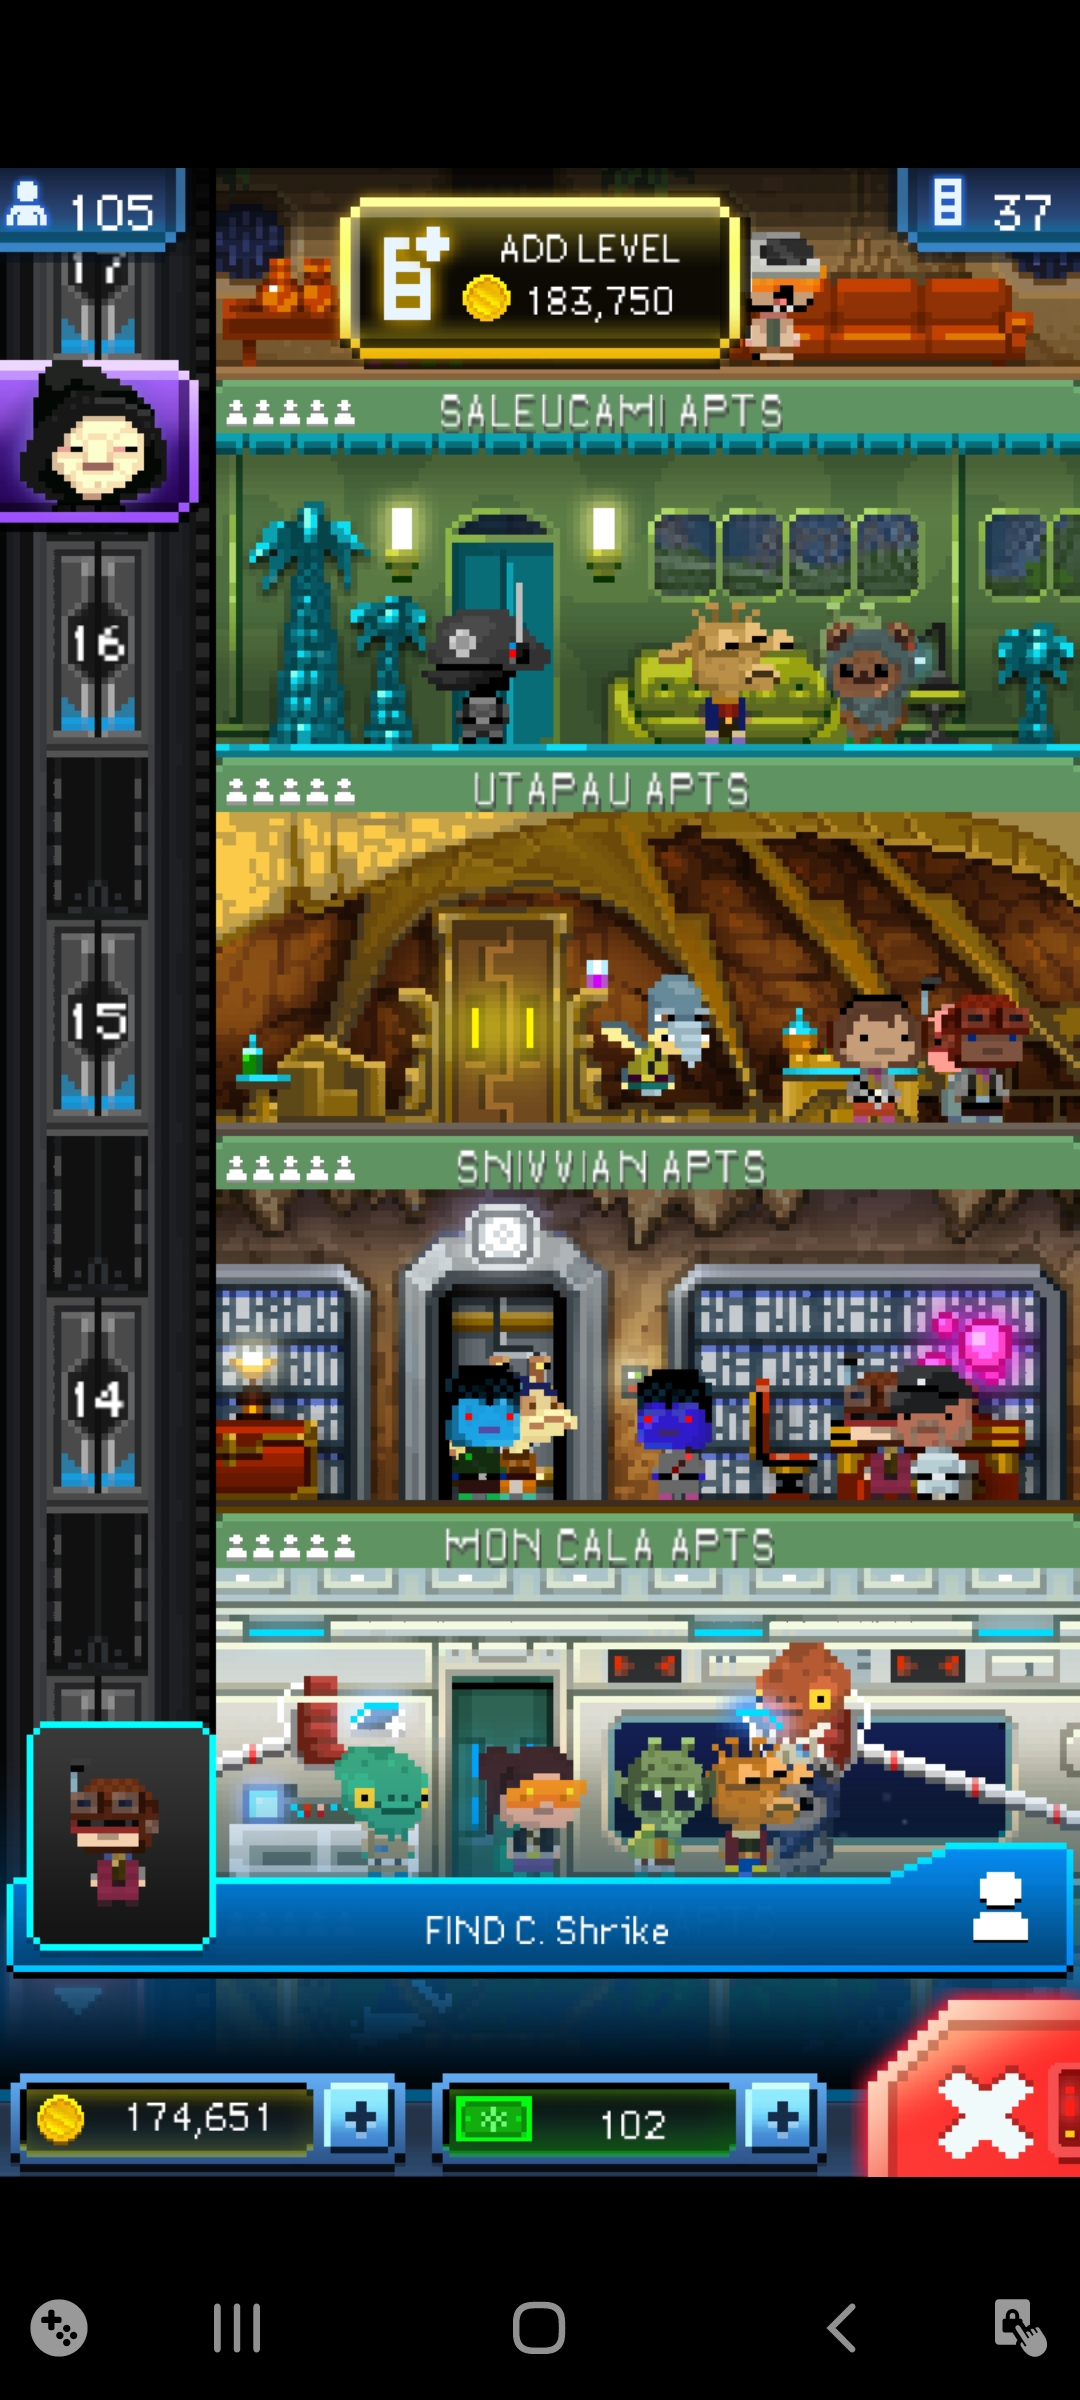 105
37
ADD LEVEL
183,750
17
SALEUCAMI APTS
16
UTAPAU APTS
15
SNIVVIAN APTS
14
MON CALA APTS
FIND C. Shrike
174,651
102